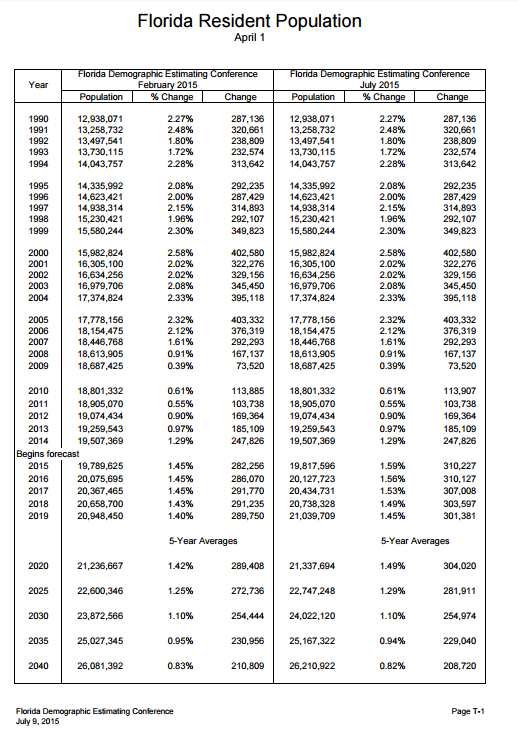 Florida Resident Population
April 1
Florida Demographic Estimating Conference Florida Demographic Estimating Conference
Year February 2015 July 2015
Population % Change Change Population % Change Change
1990 12,938,071 2.27% 287,136 12,938,071 2.27% 287,136
1991 13,258,732 2.48% 320,661 13,258,732 2.48% 320,661
1992 13,497,541 1.80% 238,809 13,497,541 1.80% 238,809
1993 13,730,115 1.72% 232,574 13,730,115 1.72% 232,574
1994 14,043,757 2.28% 313,642 14,043,757 2.28% 313,642
1995 14,335,992 2.08% 292,235 14,335,992 2.08% 292,235
1996 14,623,421 2.00% 287,429 14,623,421 2.00% 287,429
1997 14,938,314 2.15% 314,893 14,938,314 2.15% 314,893
1998 15,230,421 1.96% 292,107 15,230,421 1.96% 292,107
1999 15,580,244 2.30% 349,823 15,580,244 2.30% 349,823
2000 15,982,824 2.58% 402,580 15,982,824 2.58% 402,580
2001 16,305,100 2.02% 322,276 16,305,100 2.02% 322,276
2002 16,634,256 2.02% 329,156 16,634,256 2.02% 329,156
2003 16,979,706 2.08% 345,450 16,979,706 2.08% 345,450
2004 17,374,824 2.33% 395,118 17,374,824 2.33% 395,118
2005 17,778,156 2.32% 403,332 17,778,156 2.32% 403,332
2006 18,154,475 2.12% 376,319 18,154,475 2.12% 376,319
2007 18,446,768 1.61% 292,293 18,446,768 1.61% 292,293
2008 18,613,905 0.91% 167,137 18,613,905 0.91% 167,137
2009 18,687,425 0.39% 73,520 18,687,425 0.39% 73,520
2010 18,801,332 0.61% 113,885 18,801,332 0.61% 113,907
2011 18,905,070 0.55% 103,738 18,905,070 0.55% 103,738
2012 19,074,434 0.90% 169,364 19,074,434 0.90% 169,364
2013 19,259,543 0.97% 185,109 19,259,543 0.97% 185,109
2014 19,507,369 1.29% 247,826 19,507,369 1.29% 247,826
Begins forecast
2015 19,789,625 1.45% 282,256 19,817,596 1.59% 310,227
2016 20,075,695 1.45% 286,070 20,127,723 1.56% 310,127
2017 20,367,465 1.45% 291,770 20,434,731 1.53% 307,008
2018 20,658,700 1.43% 291,235 20,738,328 1.49% 303,597
2019 20,948,450 1.40% 289,750 21,039,709 1.45% 301,381
5-Year Averages 5-Year Averages
2020 21,236,667 1.42% 289,408 21,337,694 1.49% 304,020
2025 22,600,346 1.25% 272,736 22,747,248 1.29% 281,911
2030 23,872,566 1.10% 254,444 24,022,120 1.10% 254,974
2035 25,027,345 0.95% 230,956 25,167,322 0.94% 229,040
2040 26,081,392 0.83% 210,809 26,210,922 0.82% 208,720
Florida Demographic Estimating Conference Page T-1
July 9, 2015